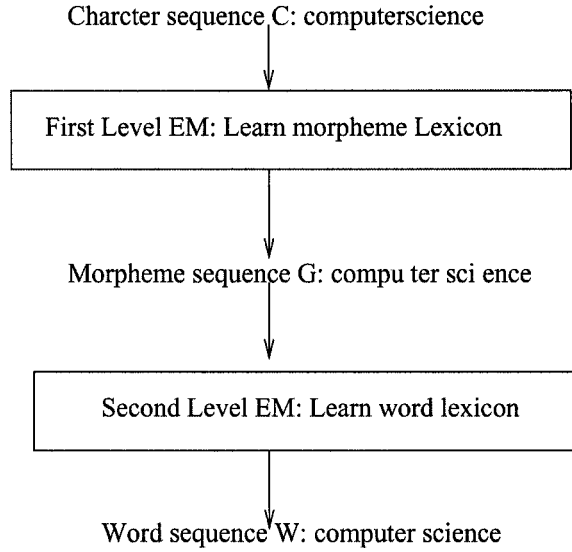 Charcter sequence C: computerscience
First Level EM: Learn morpheme Lexicon
Morpheme sequence G: compu ter sci ence
Second Level EM: Learn word lexicon
Word sequence W: computer science